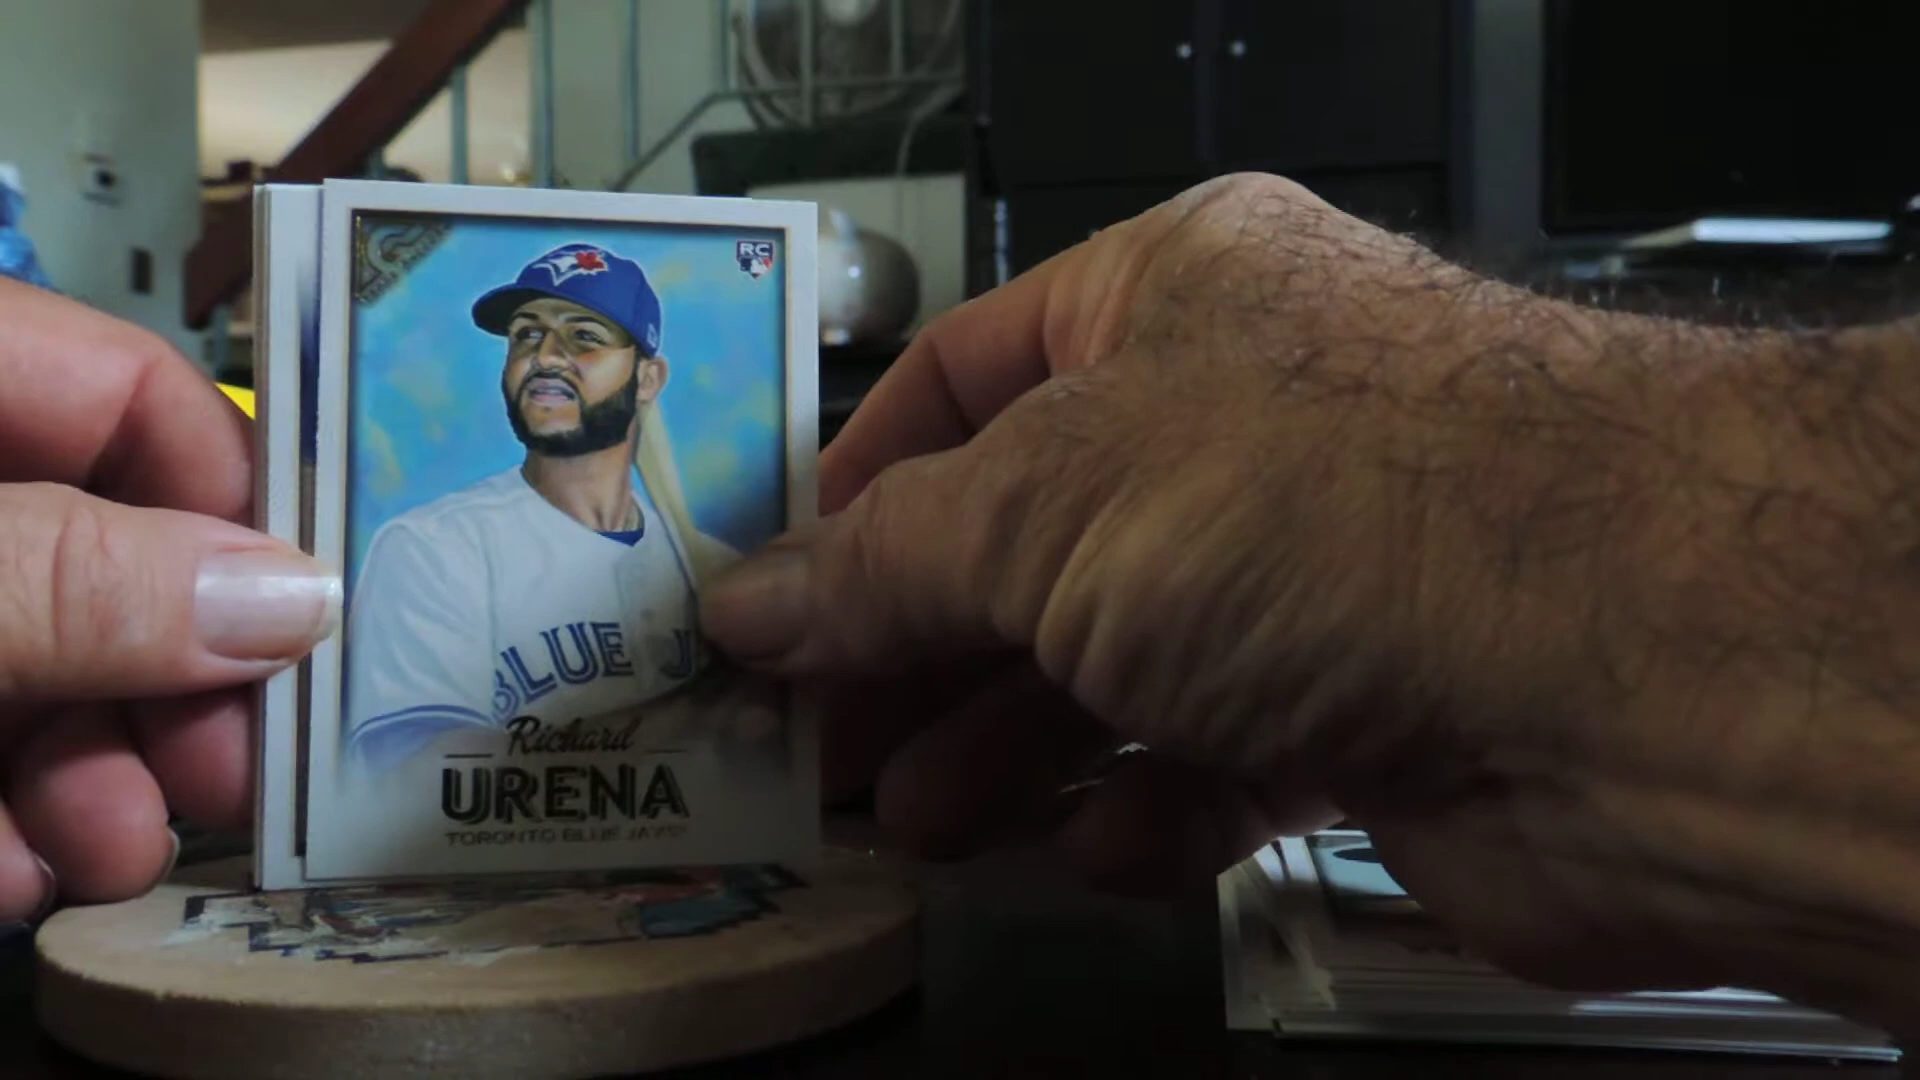 RC
BLUE J
Richard
URENA
TORONTO BLUE JAYS